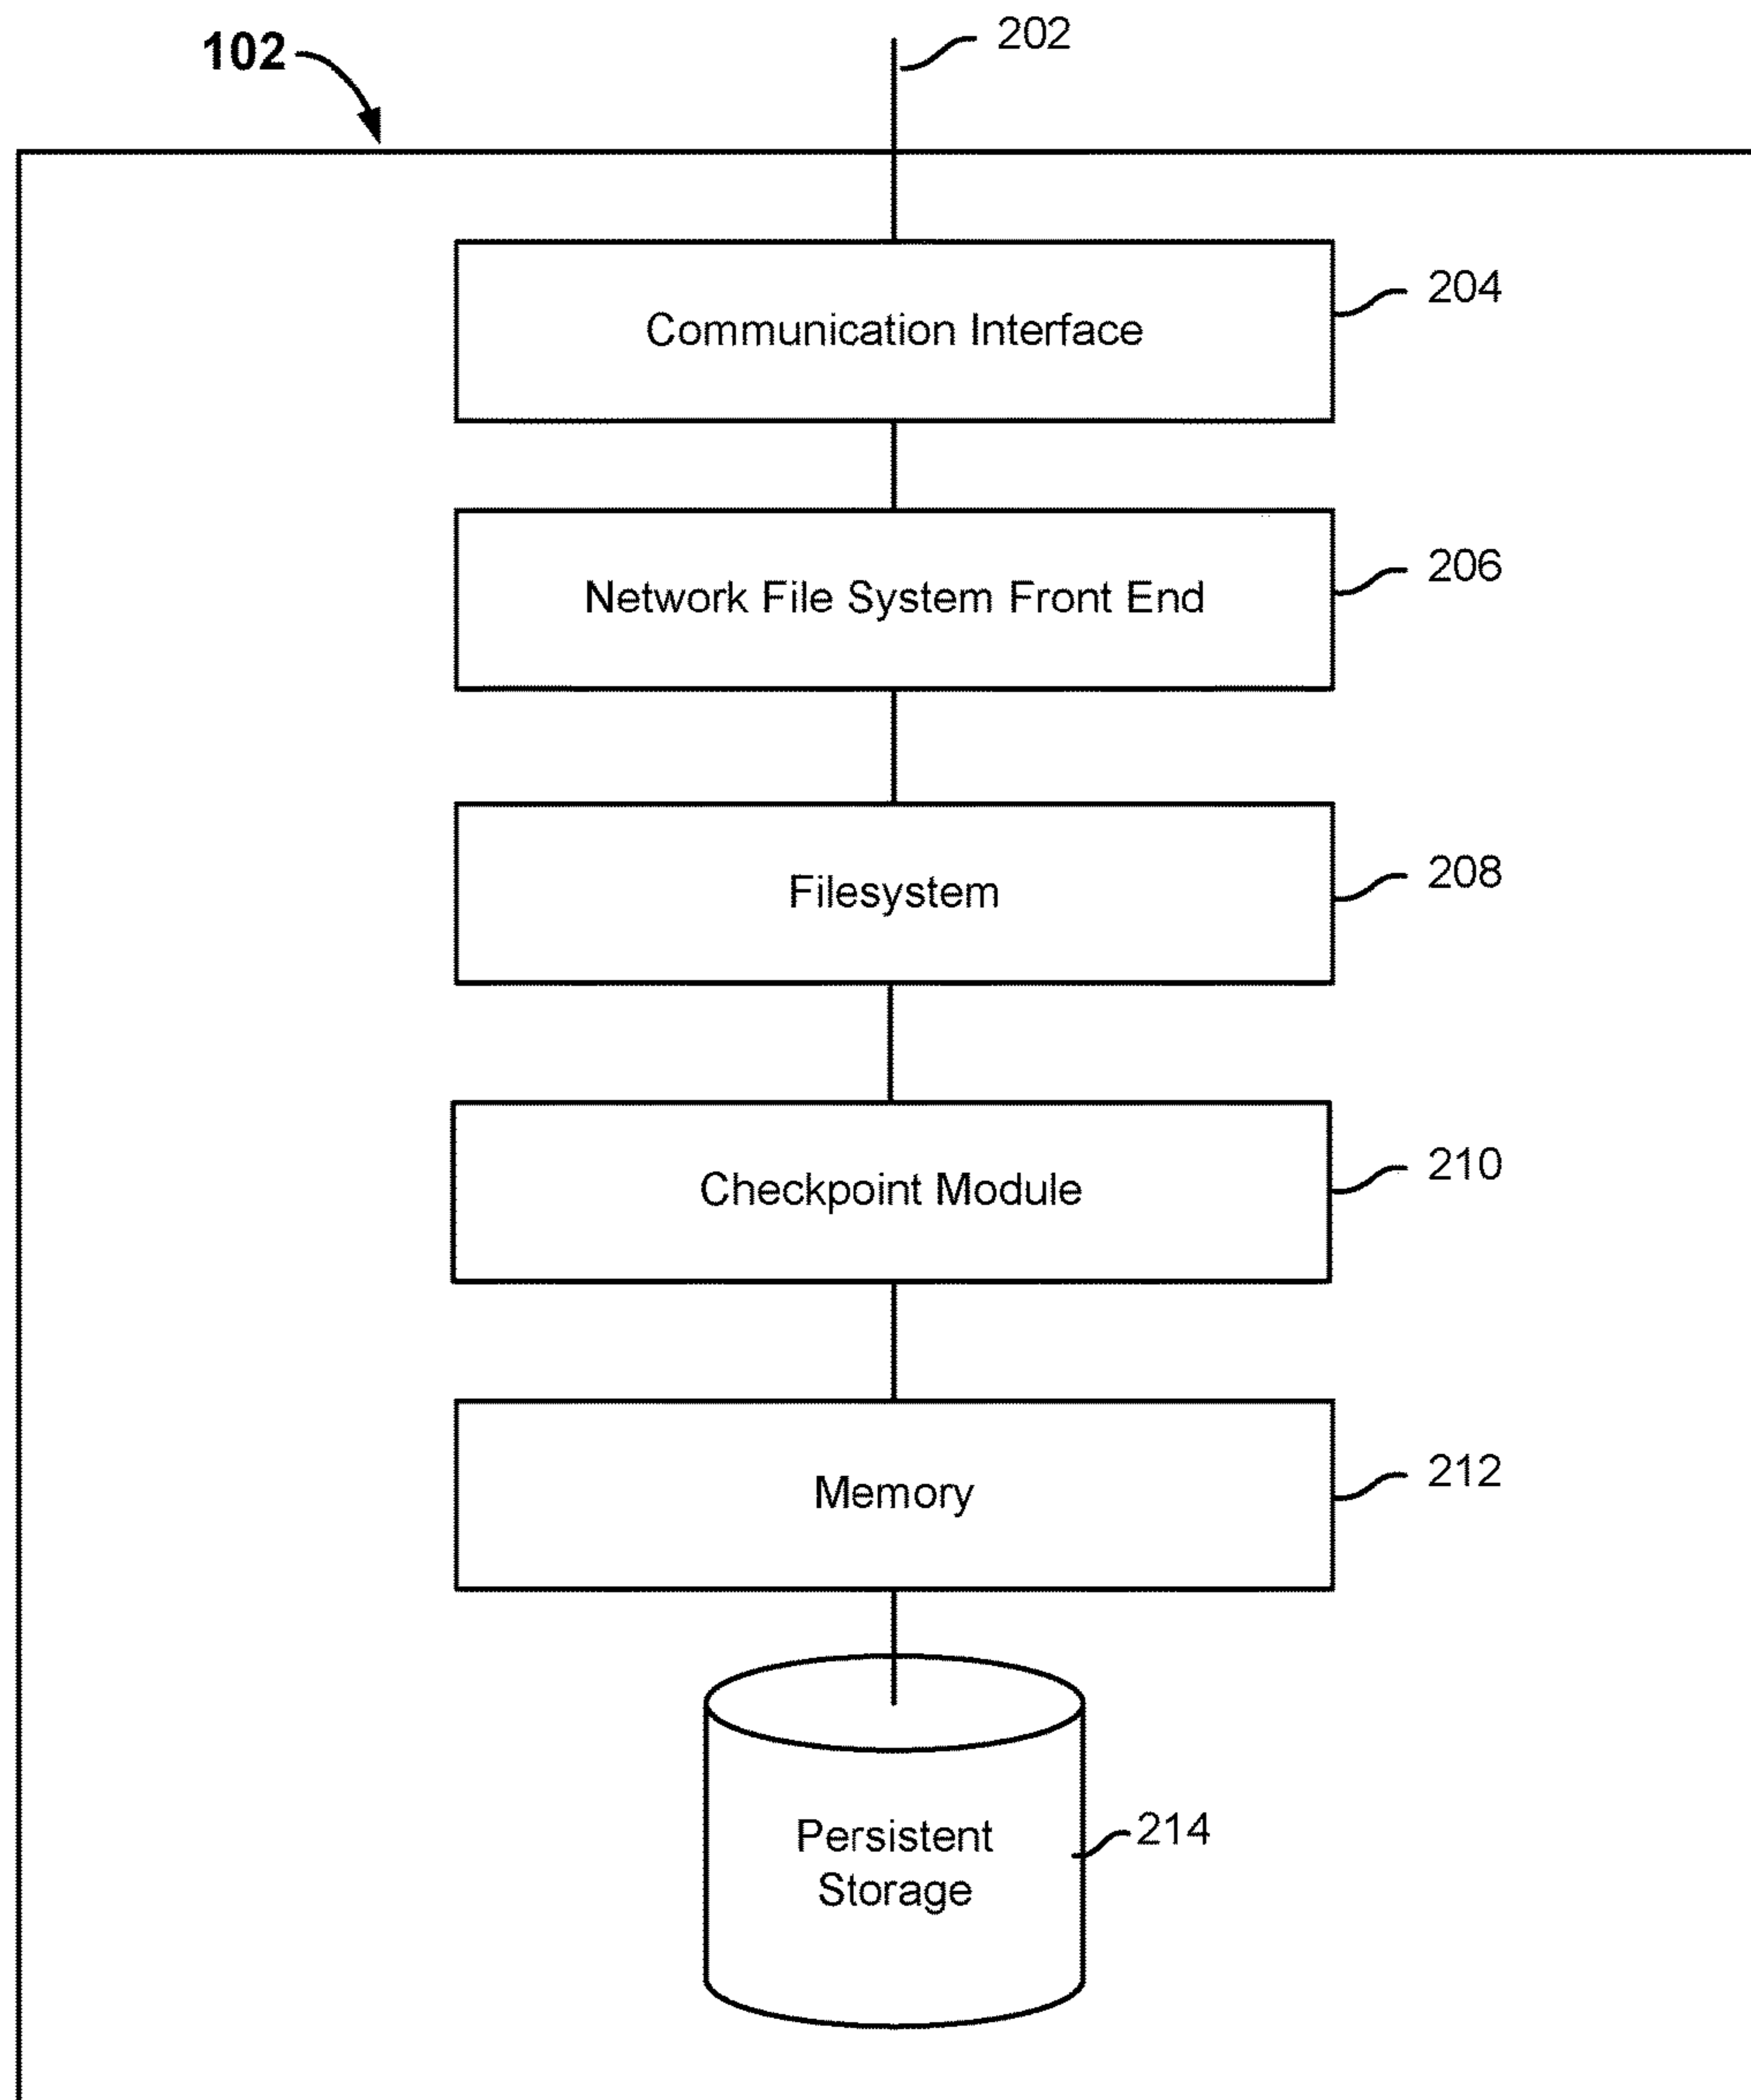 102
202
Communication Interface
204
Network File System Front End
206
Filesystem
208
Checkpoint Module
210
Memory
212
Persistent
Storage
214